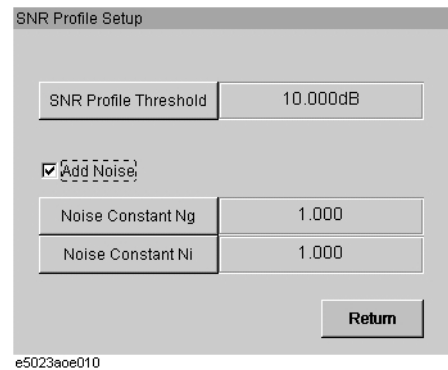 SNR Profile Setup
SNR Profile Threshold 10.000dB
Add Noise
Noise Constant Ng 1.000
Noise Constant Ni 1.000
Return
e5023aoe010